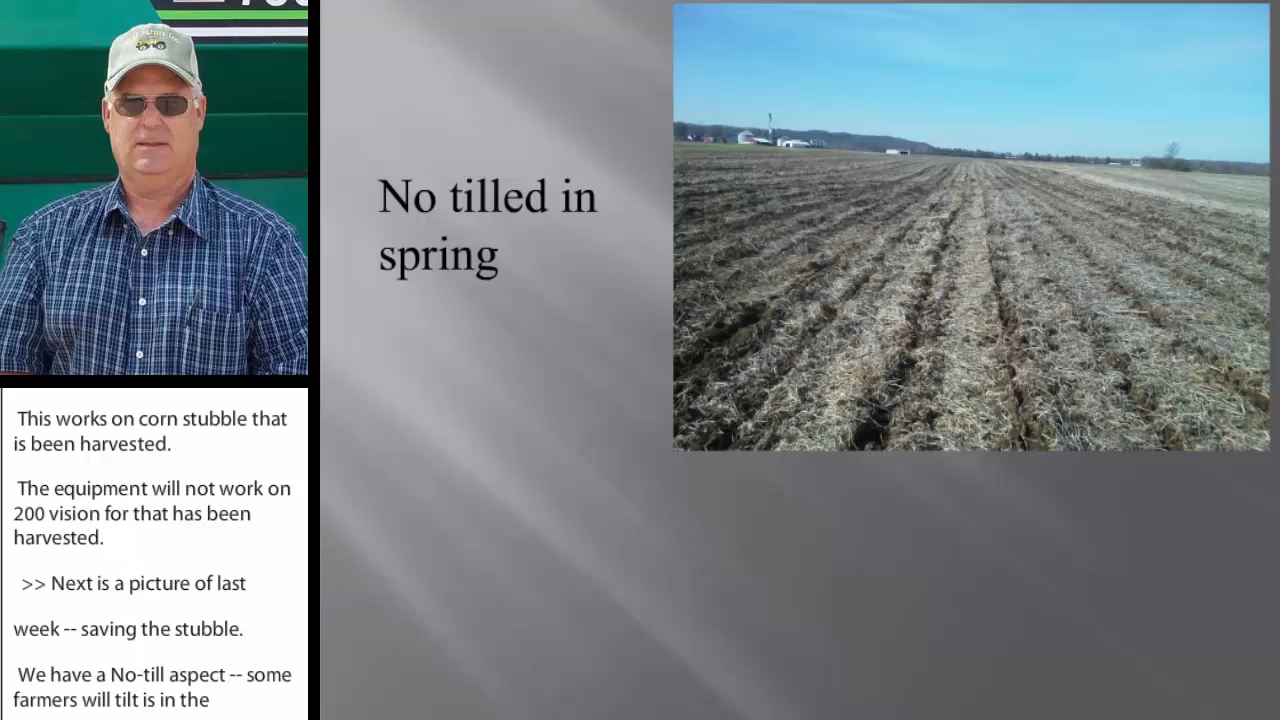 No tilled in
spring
This works on corn stubble that
is been harvested.
The equipment will not work on
200 vision for that has been
harvested.
>> Next is a picture of last
week -- saving the stubble.
We have a No-till aspect -- some
farmers will tilt is in the